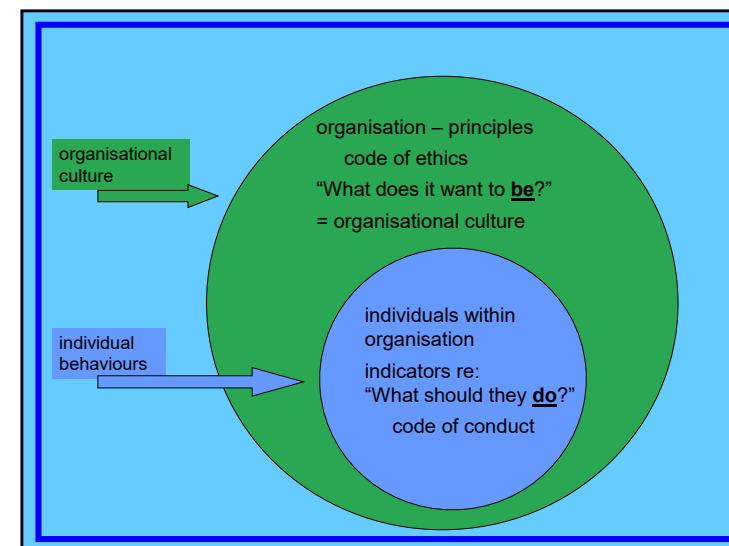 organisation – principles
code of ethics
“What does it want to be?”
= organisational culture
organisational
culture
individuals within
organisation
indicators re:
“What should they do?”
code of conduct
individual
behaviours